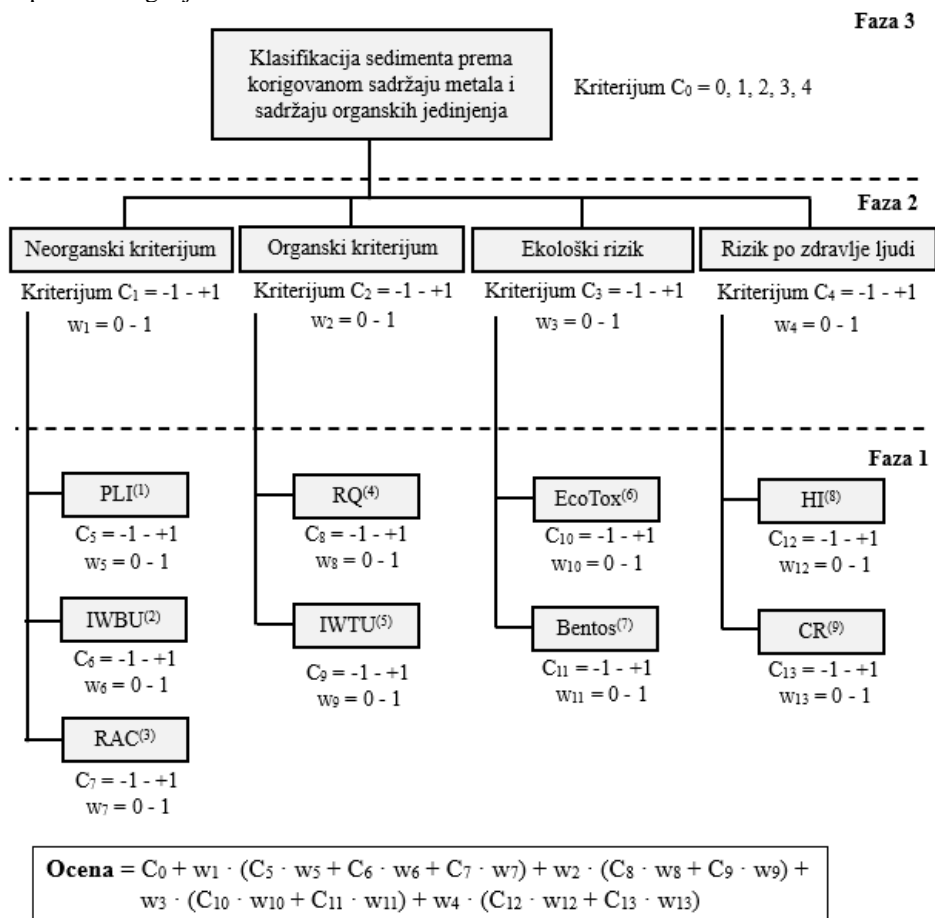 Faza 3
Klasifikacija sedimenta prema
korigovanom sadržaju metala i
sadržaju organskih jedinjenja
Kriterijum C₀ = 0, 1, 2, 3, 4
Faza 2
Neorganski kriterijum
Kriterijum C₁ = -1 - +1
w₁ = 0 - 1
Organski kriterijum
Kriterijum C₂ = -1 - +1
w₂ = 0 - 1
Ekološki rizik
Kriterijum C₃ = -1 - +1
w₃ = 0 - 1
Rizik po zdravlje ljudi
Kriterijum C₄ = -1 - +1
w₄ = 0 - 1
Faza 1
PLI⁽¹⁾
C₅ = -1 - +1
w₅ = 0 - 1
IWBU⁽²⁾
C₆ = -1 - +1
w₆ = 0 - 1
RAC⁽³⁾
C₇ = -1 - +1
w₇ = 0 - 1
RQ⁽⁴⁾
C₈ = -1 - +1
w₈ = 0 - 1
IWTU⁽⁵⁾
C₉ = -1 - +1
w₉ = 0 - 1
EcoTox⁽⁶⁾
C₁₀ = -1 - +1
w₁₀ = 0 - 1
Bentos⁽⁷⁾
C₁₁ = -1 - +1
w₁₁ = 0 - 1
HI⁽⁸⁾
C₁₂ = -1 - +1
w₁₂ = 0 - 1
CR⁽⁹⁾
C₁₃ = -1 - +1
w₁₃ = 0 - 1
Ocena = C₀ + w₁ · (C₅ · w₅ + C₆ · w₆ + C₇ · w₇) + w₂ · (C₈ · w₈ + C₉ · w₉) +
w₃ · (C₁₀ · w₁₀ + C₁₁ · w₁₁) + w₄ · (C₁₂ · w₁₂ + C₁₃ · w₁₃)